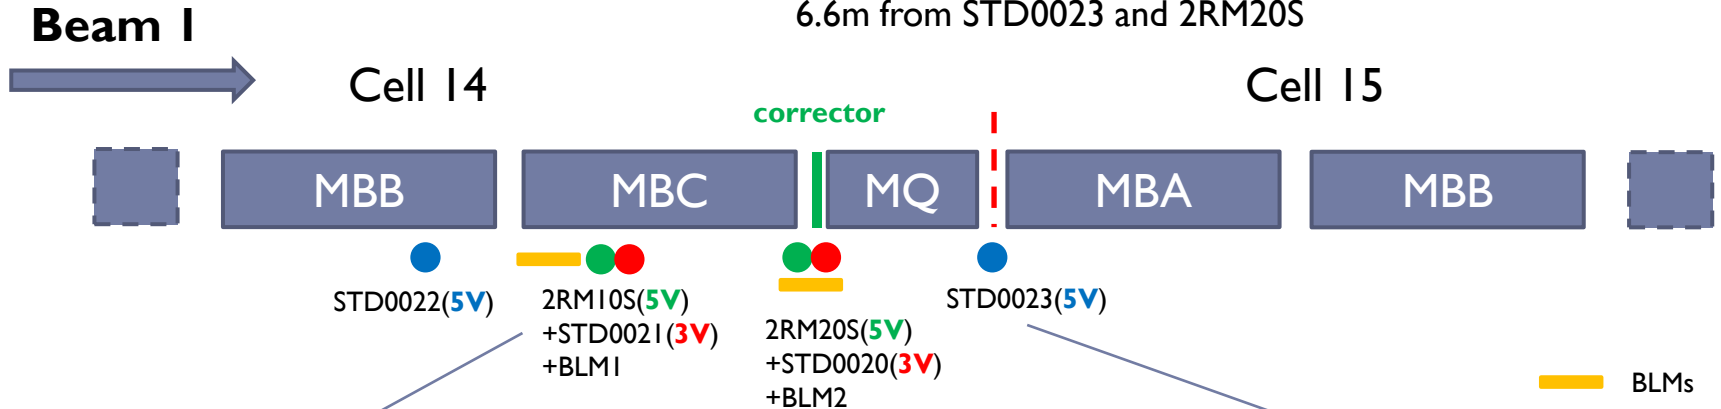 6.6m from STD0023 and 2RM20S
Beam 1
Cell 14
Cell 15
corrector
MBB
MBC
MQ
MBA
MBB
STD0022(5V)
2RM10S(5V)
+STD0021(3V)
+BLM1
2RM20S(5V)
+STD0020(3V)
+BLM2
STD0023(5V)
BLMs